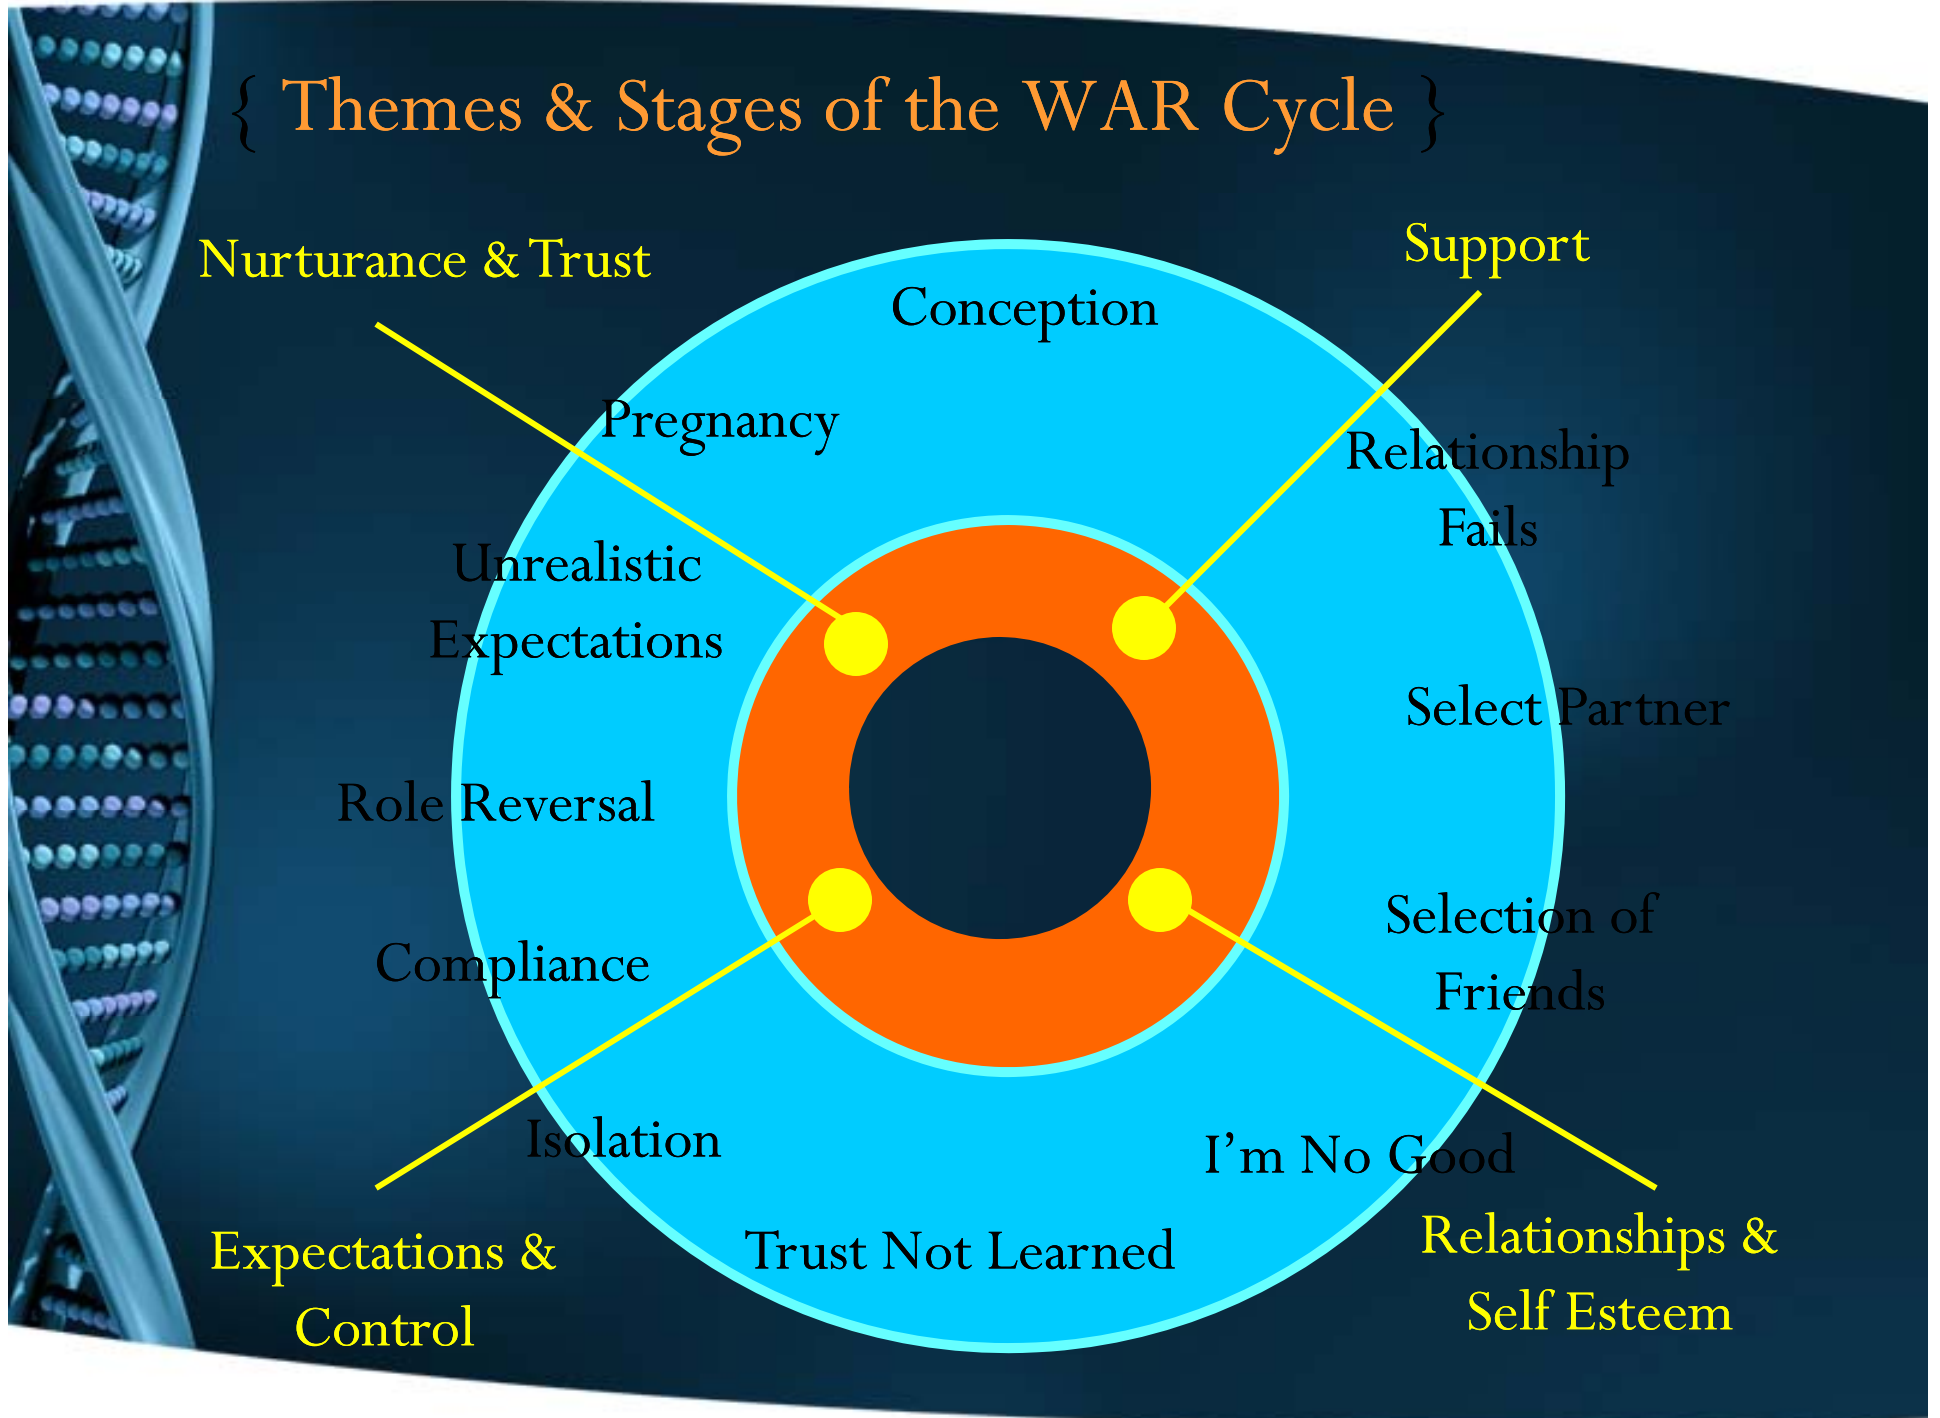 { Themes & Stages of the WAR Cycle }
Nurturance & Trust
Support
Conception
Pregnancy
Relationship
Fails
Unrealistic
Expectations
Select Partner
Role Reversal
Selection of
Friends
Compliance
Isolation
I'm No Good
Trust Not Learned
Expectations &
Control
Relationships &
Self Esteem